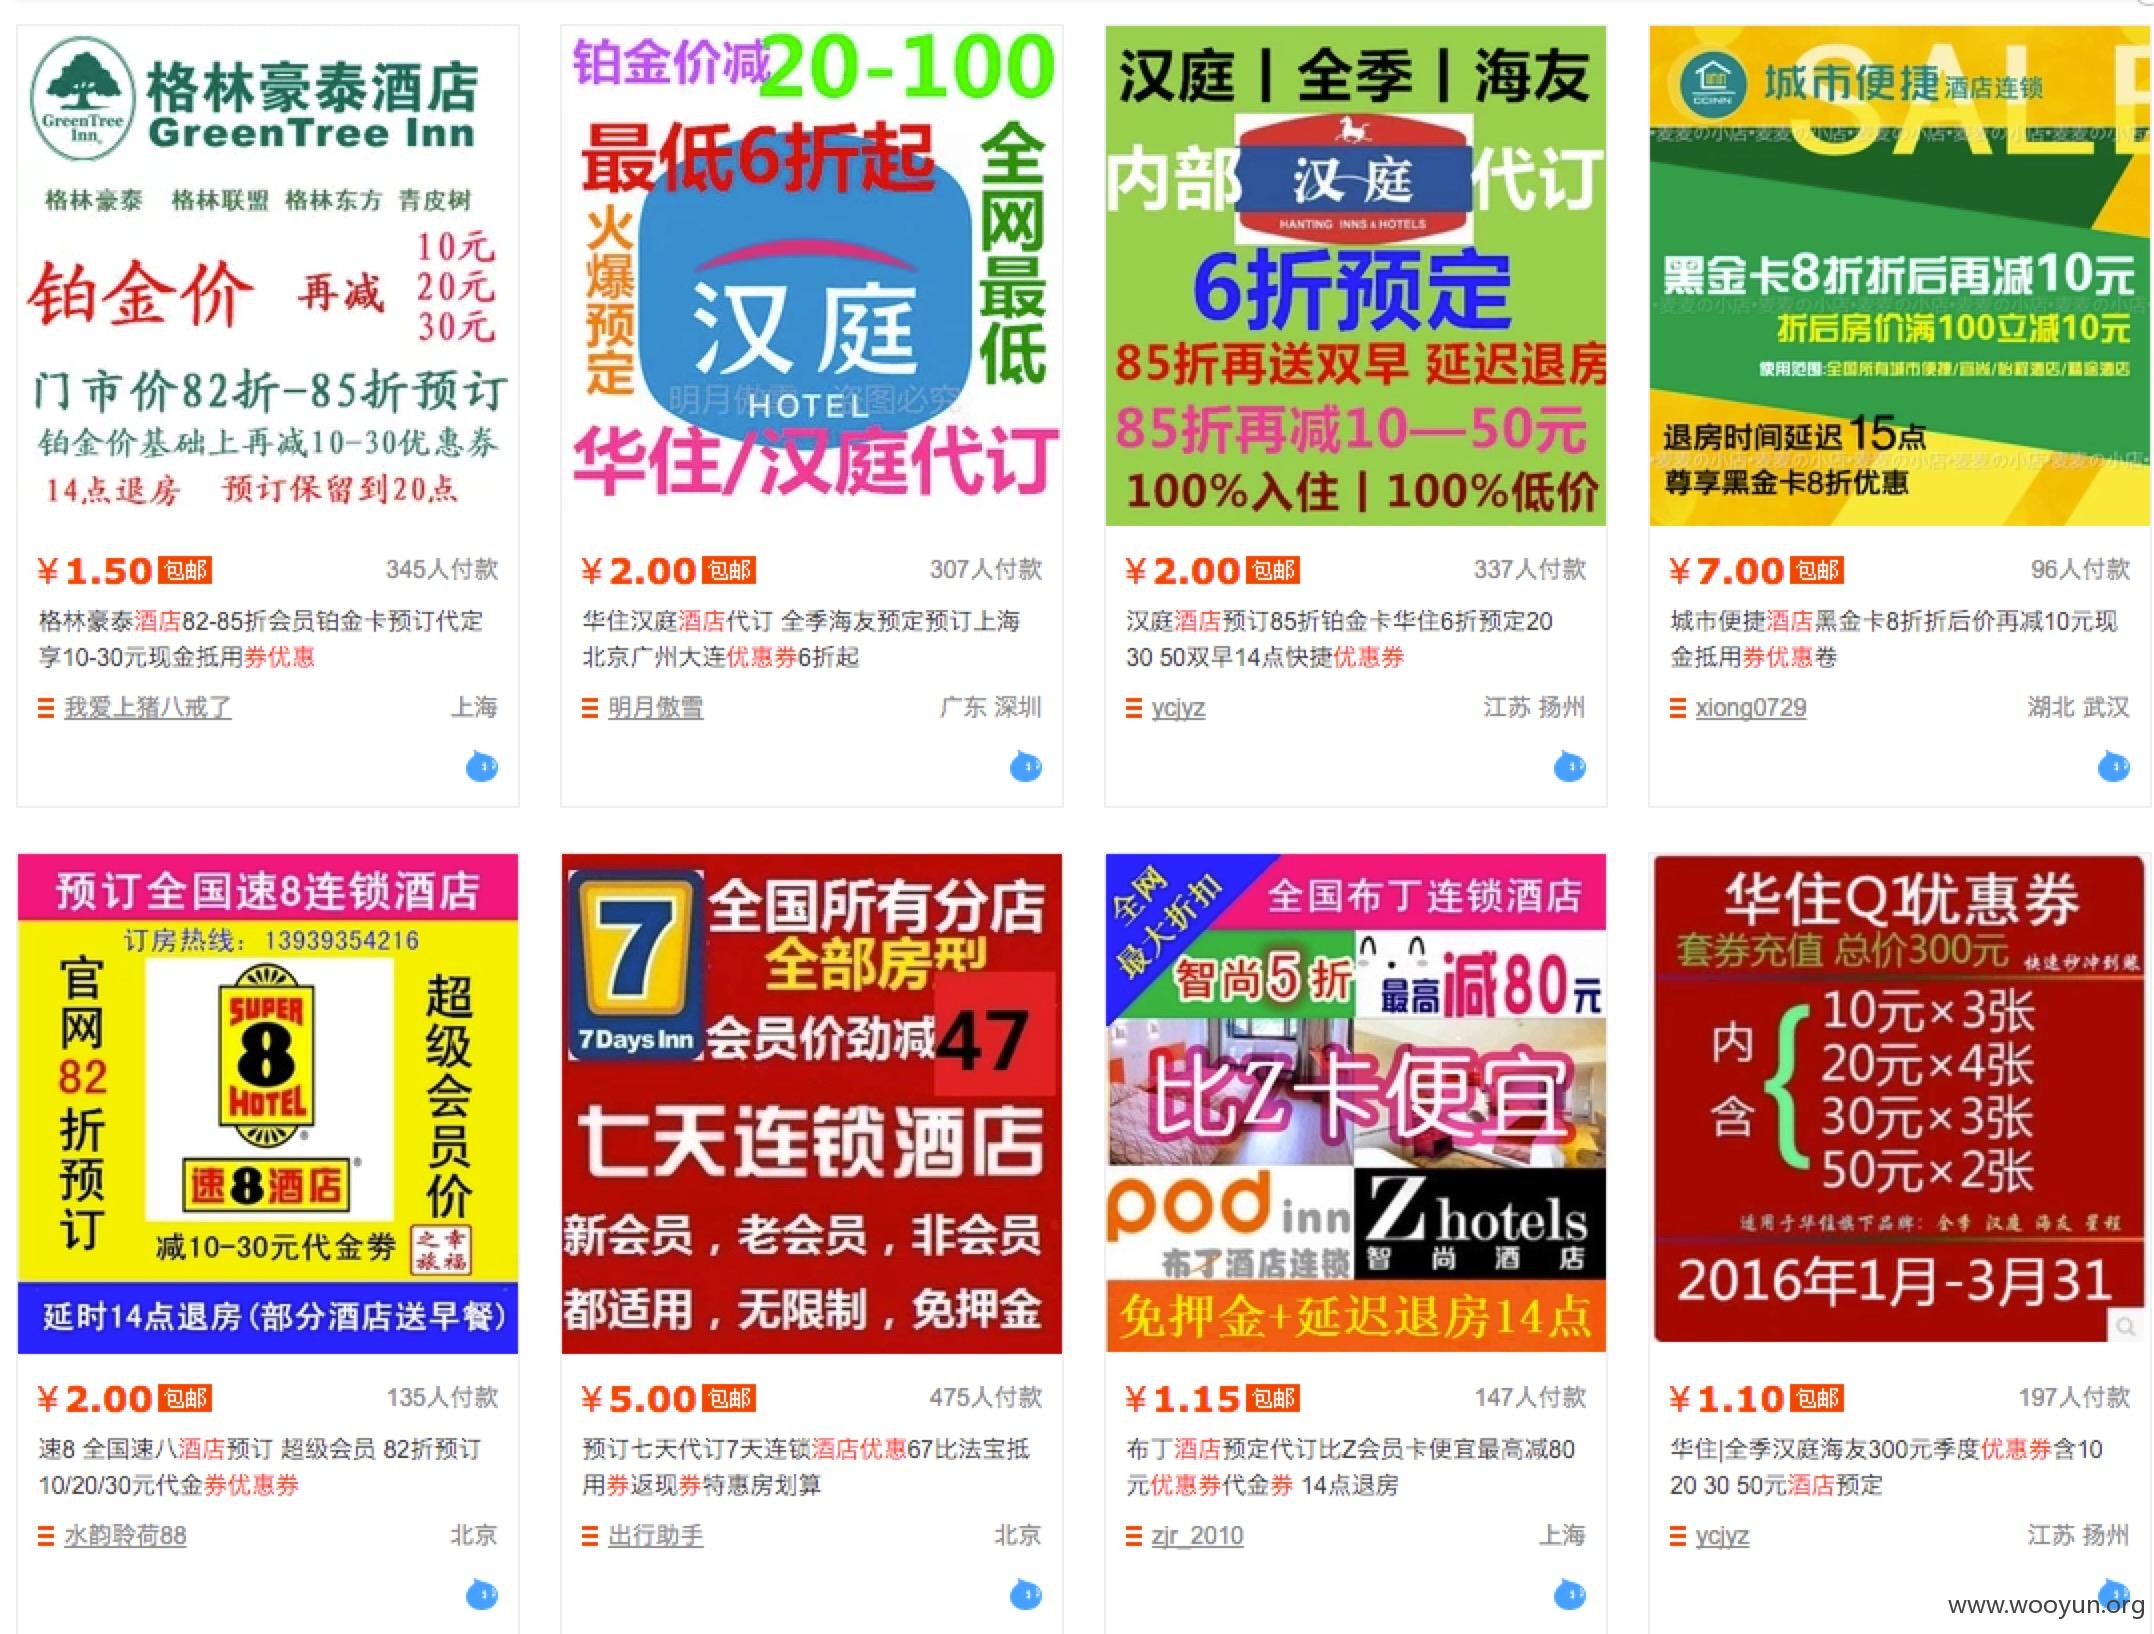 格林豪泰酒店
GreenTree Inn
GreenTree
Inn
格林豪泰 格林联盟 格林东方 青皮树
铂金价 再减
10元
20元
30元
门市价82折-85折预订
铂金价基础上再减10-30优惠券
14点退房 预订保留到20点
¥1.50 包邮 345人付款
格林豪泰酒店82-85折会员铂金卡预订代定
享10-30元现金抵用券优惠
我爱上猪八戒了 上海
铂金价减20-100
最低6折起
全网最低
火爆预定
汉庭
HOTEL
华住/汉庭代订
¥2.00 包邮 307人付款
华住汉庭酒店代订 全季海友预定预订上海
北京广州大连优惠券6折起
明月傲雪 广东 深圳
汉庭 | 全季 | 海友
内部 汉庭 代订
HANTING INNS & HOTELS
6折预定
85折再送双早 延迟退房
85折再减10—50元
100%入住 | 100%低价
¥2.00 包邮 337人付款
汉庭酒店预订85折铂金卡华住6折预定20
30 50双早14点快捷优惠券
ycjyz 江苏 扬州
SALE
CCINN
城市便捷酒店连锁
黑金卡8折折后再减10元
折后房价满100立减10元
使用范围:全国所有城市便捷/宜尚/怡程酒店/精途酒店
退房时间延迟15点
尊享黑金卡8折优惠
¥7.00 包邮 96人付款
城市便捷酒店黑金卡8折折后价再减10元现
金抵用券优惠卷
xiong0729 湖北 武汉
预订全国速8连锁酒店
订房热线：13939354216
官网82折预订
SUPER
8
HOTEL
速8酒店
超级会员价
减10-30元代金劵
幸福之旅
延时14点退房(部分酒店送早餐)
¥2.00 包邮 135人付款
速8 全国速八酒店预订 超级会员 82折预订
10/20/30元代金券优惠券
水韵聆荷88 北京
7
7Days Inn
全国所有分店
全部房型
会员价劲减47
七天连锁酒店
新会员，老会员，非会员
都适用，无限制，免押金
¥5.00 包邮 475人付款
预订七天代订7天连锁酒店优惠67比法宝抵
用券返现券特惠房划算
出行助手 北京
全网
最大折扣
全国布丁连锁酒店
智尚5折
最高减80元
比Z卡便宜
pod inn
布丁酒店连锁
Z hotels
智尚酒店
免押金+延迟退房14点
¥1.15 包邮 147人付款
布丁酒店预定代订比Z会员卡便宜最高减80
元优惠券代金券 14点退房
zjr_2010 上海
华住Q1优惠券
套券充值 总价300元 快速秒冲到账
内含
10元×3张
20元×4张
30元×3张
50元×2张
适用于华住旗下品牌：全季 汉庭 海友 星程
2016年1月-3月31
¥1.10 包邮 197人付款
华住|全季汉庭海友300元季度优惠券含10
20 30 50元酒店预定
ycjyz 江苏 扬州
www.wooyun.org